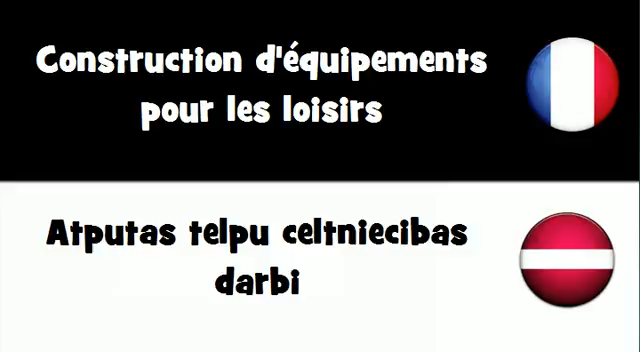 Construction d'équipements
pour les loisirs
Atputas telpu celtniecibas
darbi